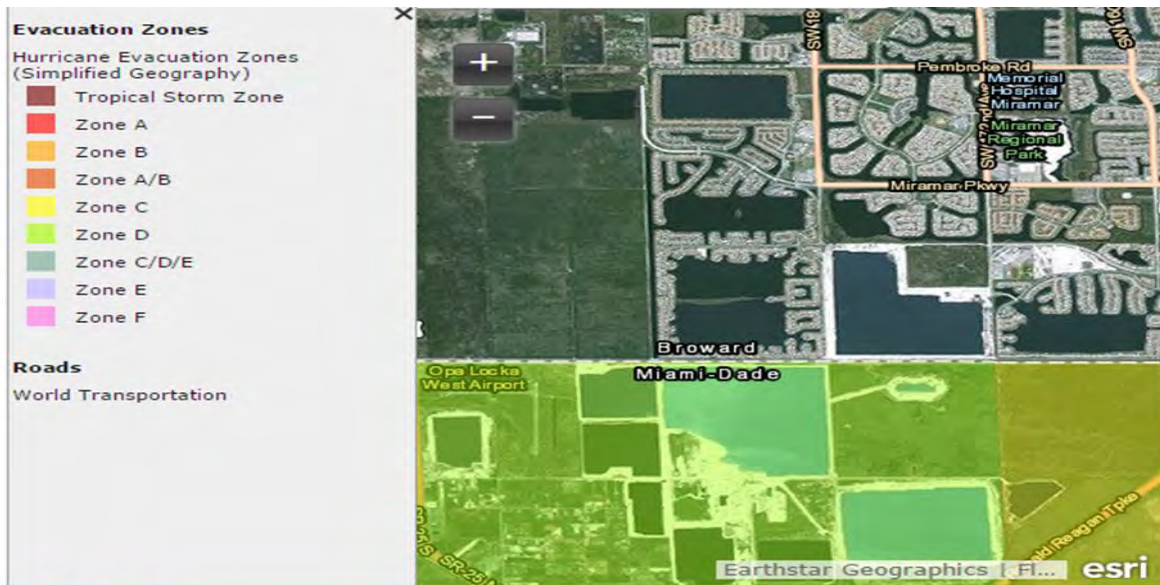 Evacuation Zones
Hurricane Evacuation Zones
(Simplified Geography)
Tropical Storm Zone
Zone A
Zone B
Zone A/B
Zone C
Zone D
Zone C/D/E
Zone E
Zone F
Roads
World Transportation
Pembroke Rd
Memorial
Hospital
Miramar
Miramar
Regional
Park
Miramar Pkwy
Broward
Miami-Dade
Opa Locka
West Airport
Earthstar Geographics | Fl...
esri